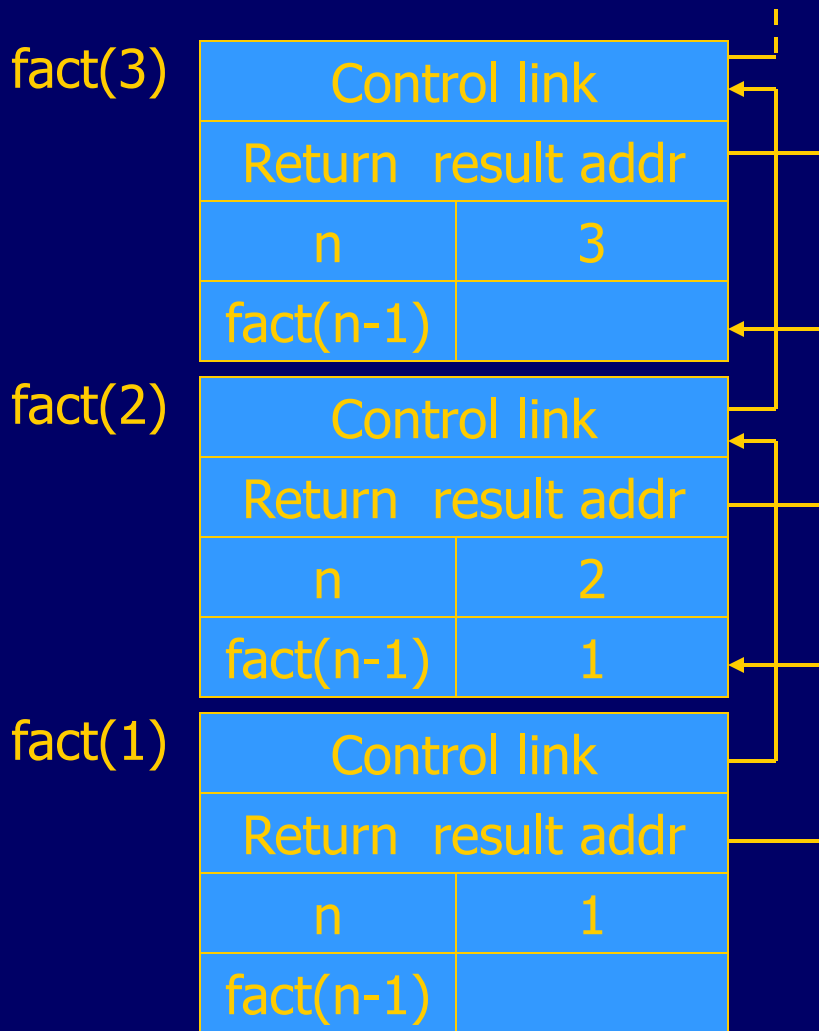 fact(3)
Control link
Return result addr
n 3
fact(n-1)
fact(2)
Control link
Return result addr
n 2
fact(n-1) 1
fact(1)
Control link
Return result addr
n 1
fact(n-1)